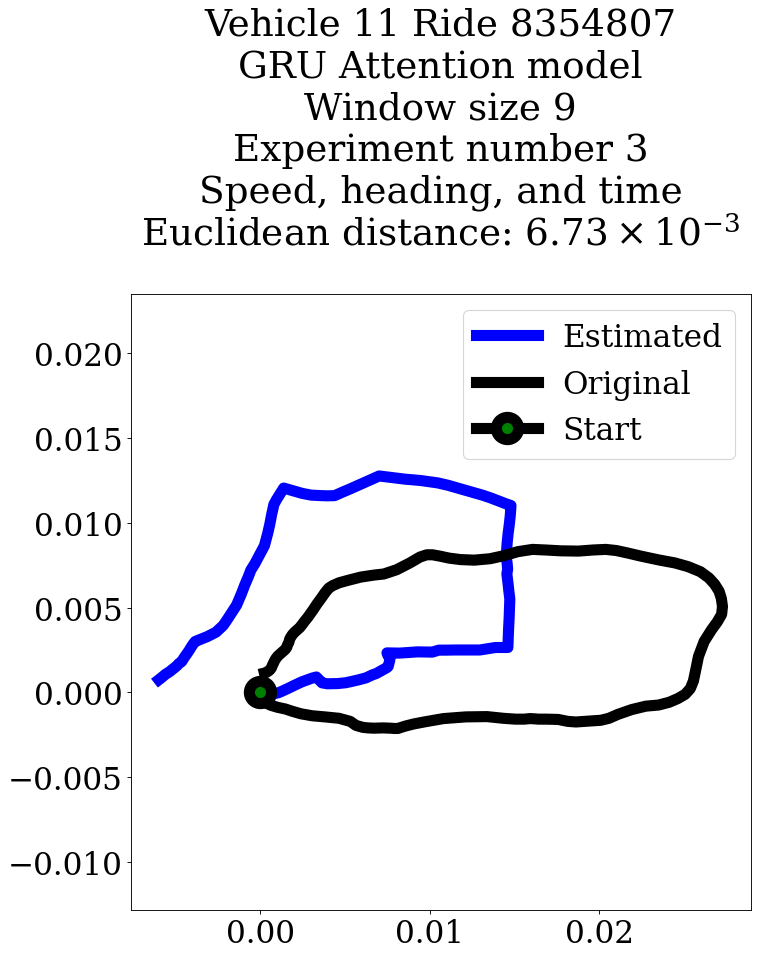 Vehicle 11 Ride 8354807
GRU Attention model
Window size 9
Experiment number 3
Speed, heading, and time
Euclidean distance: 6.73 × 10⁻³
Estimated
Original
Start
0.020
0.015
0.010
0.005
0.000
−0.005
−0.010
0.00 0.01 0.02